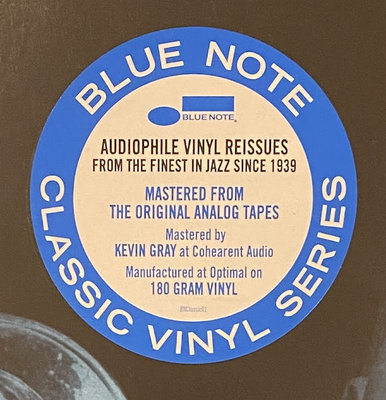 BLUE NOTE
BLUE NOTE®
AUDIOPHILE VINYL REISSUES
FROM THE FINEST IN JAZZ SINCE 1939
MASTERED FROM
THE ORIGINAL ANALOG TAPES
Mastered by
KEVIN GRAY at Cohearent Audio
Manufactured at Optimal on
180 GRAM VINYL
CLASSIC VINYL SERIES